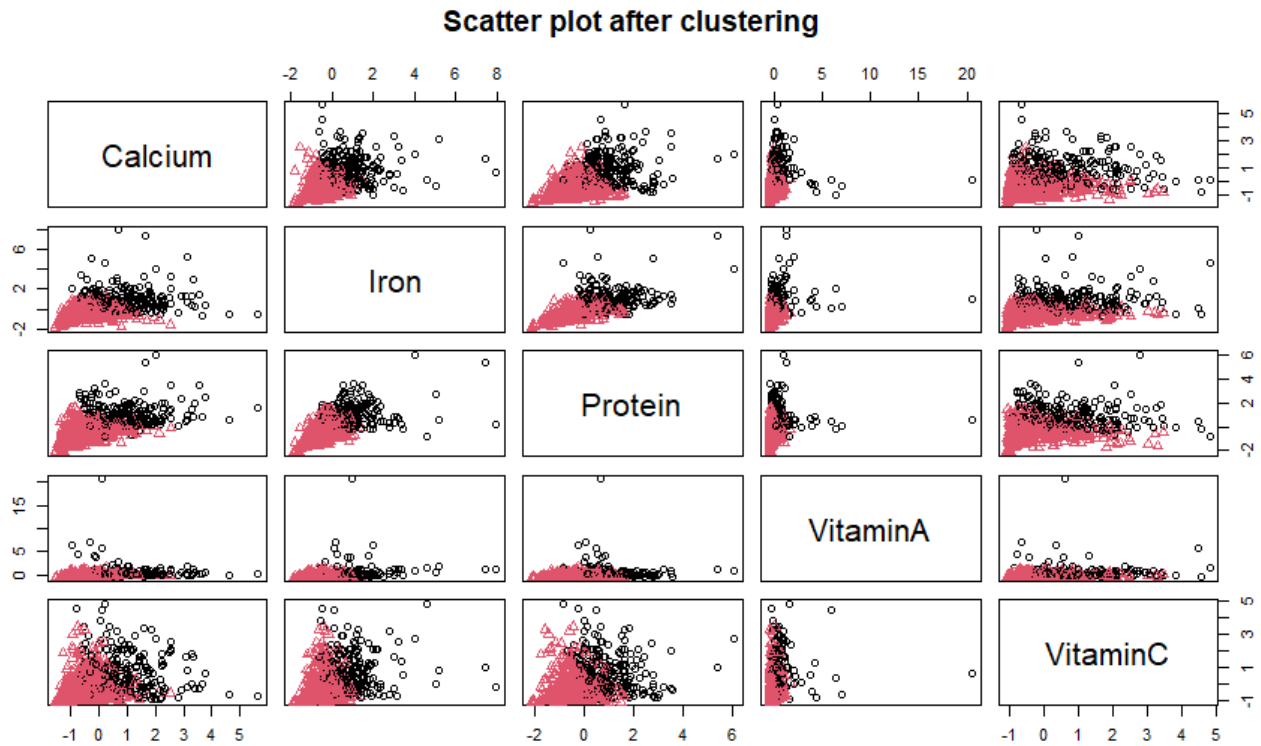 Scatter plot after clustering
-2 0 2 4 6 8
0 5 10 15 20
Calcium
-1 1 3 5
Iron
-2 2 6
Protein
-2 0 2 4 6
VitaminA
0 5 15
VitaminC
-1 1 3 5
-1 0 1 2 3 4 5
-2 0 2 4 6
-1 0 1 2 3 4 5